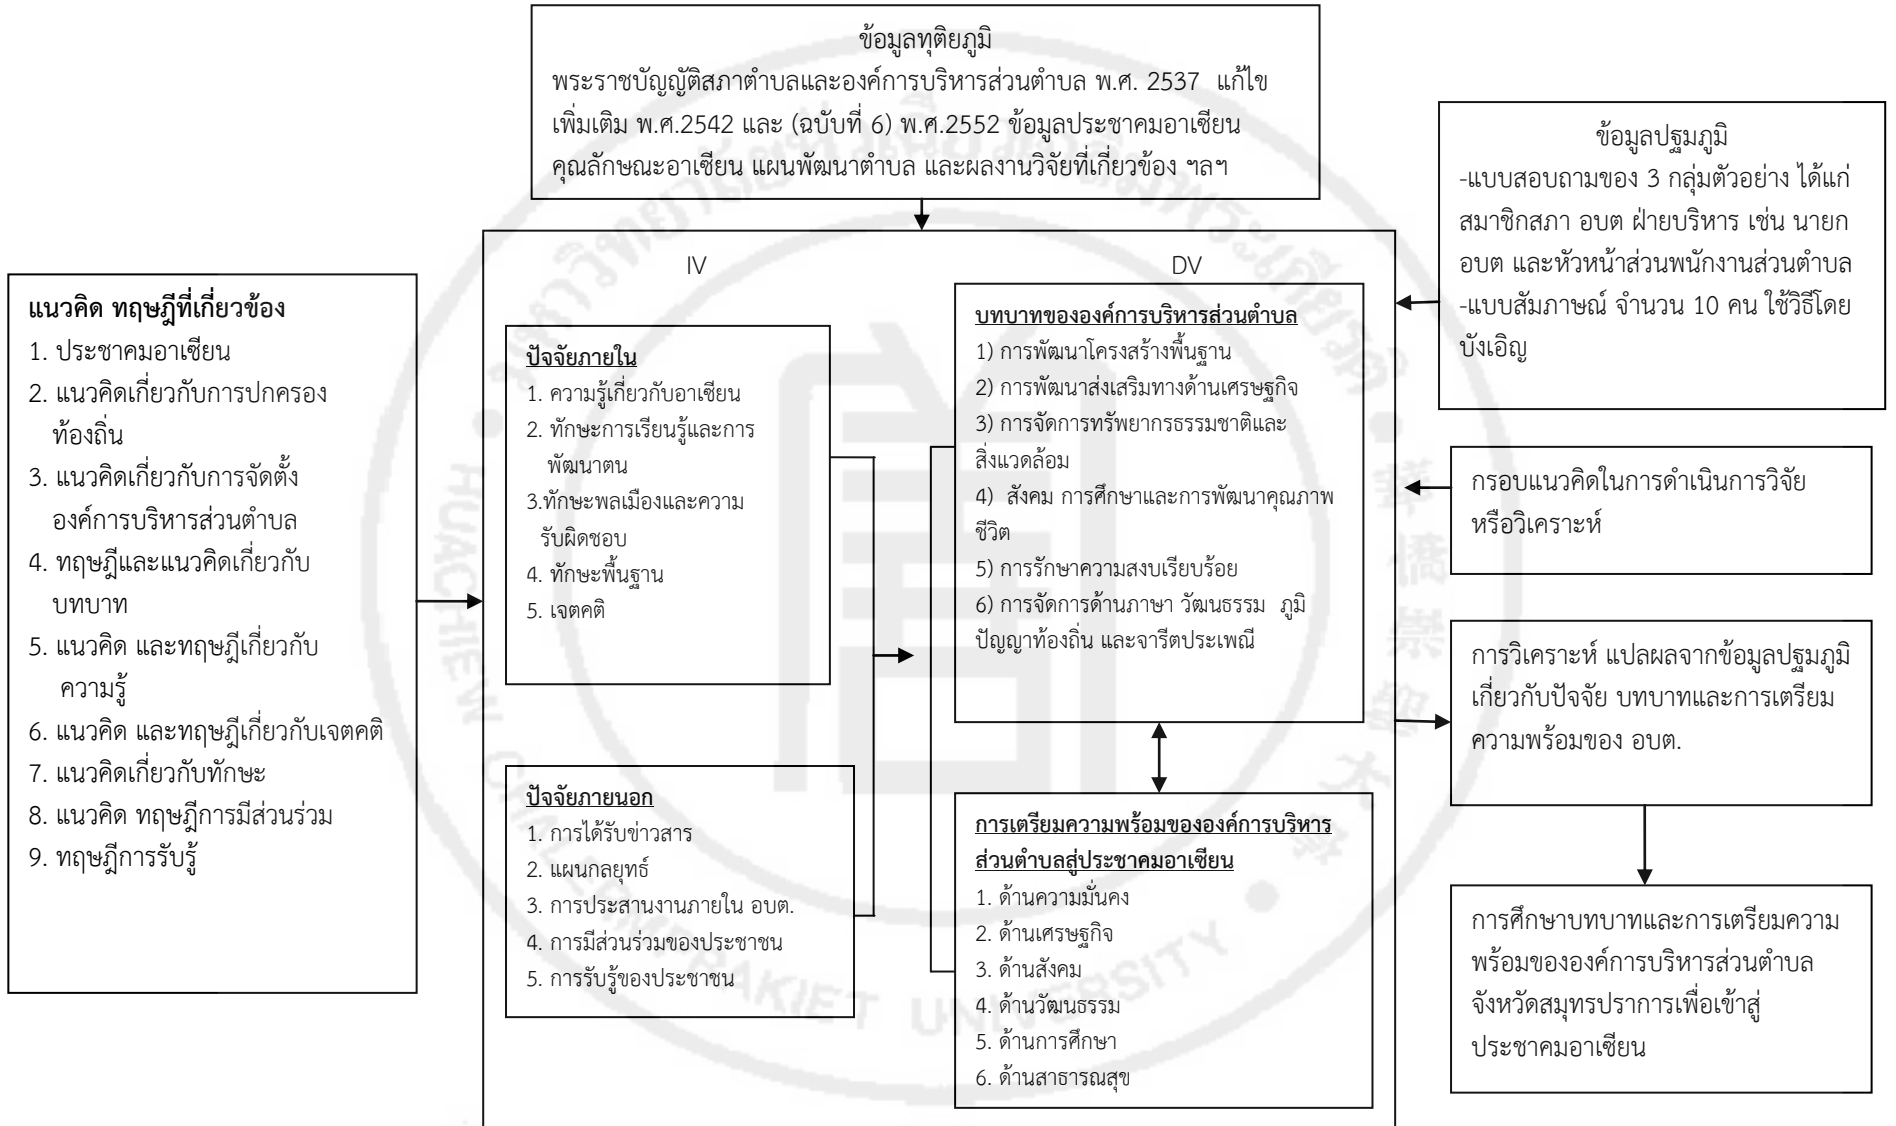 ข้อมูลทุติยภูมิ
พระราชบัญญัติสภาตำบลและองค์การบริหารส่วนตำบล พ.ศ. 2537 แก้ไข
เพิ่มเติม พ.ศ.2542 และ (ฉบับที่ 6) พ.ศ.2552 ข้อมูลประชาคมอาเซียน
คุณลักษณะอาเซียน แผนพัฒนาตำบล และผลงานวิจัยที่เกี่ยวข้อง ฯลฯ
แนวคิด ทฤษฎีที่เกี่ยวข้อง
1. ประชาคมอาเซียน
2. แนวคิดเกี่ยวกับการปกครอง
ท้องถิ่น
3. แนวคิดเกี่ยวกับการจัดตั้ง
องค์การบริหารส่วนตำบล
4. ทฤษฎีและแนวคิดเกี่ยวกับ
บทบาท
5. แนวคิด และทฤษฎีเกี่ยวกับ
ความรู้
6. แนวคิด และทฤษฎีเกี่ยวกับเจตคติ
7. แนวคิดเกี่ยวกับทักษะ
8. แนวคิด ทฤษฎีการมีส่วนร่วม
9. ทฤษฎีการรับรู้
IV
ปัจจัยภายใน
1. ความรู้เกี่ยวกับอาเซียน
2. ทักษะการเรียนรู้และการ
พัฒนาตน
3.ทักษะพลเมืองและความ
รับผิดชอบ
4. ทักษะพื้นฐาน
5. เจตคติ
ปัจจัยภายนอก
1. การได้รับข่าวสาร
2. แผนกลยุทธ์
3. การประสานงานภายใน อบต.
4. การมีส่วนร่วมของประชาชน
5. การรับรู้ของประชาชน
DV
บทบาทขององค์การบริหารส่วนตำบล
1) การพัฒนาโครงสร้างพื้นฐาน
2) การพัฒนาส่งเสริมทางด้านเศรษฐกิจ
3) การจัดการทรัพยากรธรรมชาติและ
สิ่งแวดล้อม
4) สังคม การศึกษาและการพัฒนาคุณภาพ
ชีวิต
5) การรักษาความสงบเรียบร้อย
6) การจัดการด้านภาษา วัฒนธรรม ภูมิ
ปัญญาท้องถิ่น และจารีตประเพณี
การเตรียมความพร้อมขององค์การบริหาร
ส่วนตำบลสู่ประชาคมอาเซียน
1. ด้านความมั่นคง
2. ด้านเศรษฐกิจ
3. ด้านสังคม
4. ด้านวัฒนธรรม
5. ด้านการศึกษา
6. ด้านสาธารณสุข
ข้อมูลปฐมภูมิ
-แบบสอบถามของ 3 กลุ่มตัวอย่าง ได้แก่
สมาชิกสภา อบต ฝ่ายบริหาร เช่น นายก
อบต และหัวหน้าส่วนพนักงานส่วนตำบล
-แบบสัมภาษณ์ จำนวน 10 คน ใช้วิธีโดย
บังเอิญ
กรอบแนวคิดในการดำเนินการวิจัย
หรือวิเคราะห์
การวิเคราะห์ แปลผลจากข้อมูลปฐมภูมิ
เกี่ยวกับปัจจัย บทบาทและการเตรียม
ความพร้อมของ อบต.
การศึกษาบทบาทและการเตรียมความ
พร้อมขององค์การบริหารส่วนตำบล
จังหวัดสมุทรปราการเพื่อเข้าสู่
ประชาคมอาเซียน
มหาวิทยาลัยหัวเฉียวเฉลิมพระเกียรติ
HUACHIEW CHALERMPRAKIET UNIVERSITY
華僑崇聖大學